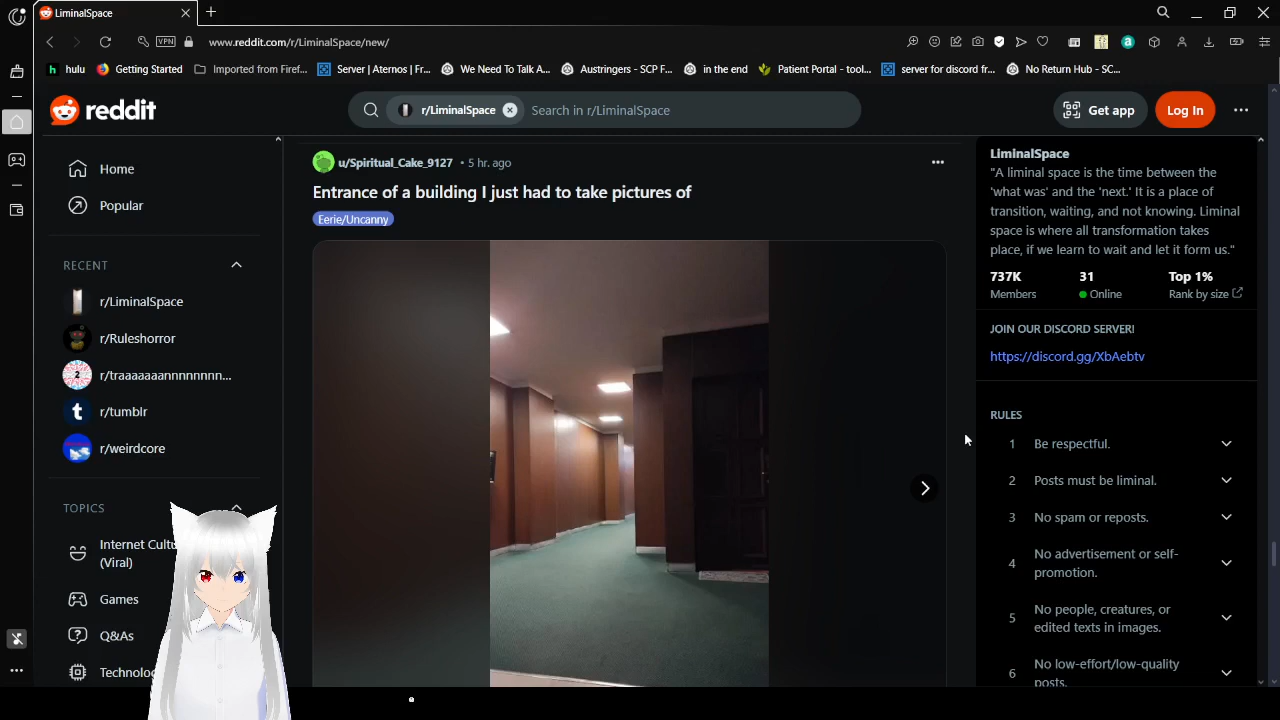 LiminalSpace
VPN
www.reddit.com/r/LiminalSpace/new/
hulu
Getting Started
Imported from Firef...
Server | Aternos | Fr...
We Need To Talk A...
Austringers - SCP F...
in the end
Patient Portal - tool...
server for discord fr...
No Return Hub - SC...
reddit
r/LiminalSpace
Search in r/LiminalSpace
Get app
Log In
Home
Popular
RECENT
r/LiminalSpace
r/Ruleshorror
r/traaaaaaannnnnnnn...
r/tumblr
r/weirdcore
TOPICS
Internet Cultu
(Viral)
Games
Q&As
Technolo
u/Spiritual_Cake_9127 • 5 hr. ago
Entrance of a building I just had to take pictures of
Eerie/Uncanny
LiminalSpace
"A liminal space is the time between the
'what was' and the 'next.' It is a place of
transition, waiting, and not knowing. Liminal
space is where all transformation takes
place, if we learn to wait and let it form us."
737K 31 Top 1%
Members Online Rank by size
JOIN OUR DISCORD SERVER!
https://discord.gg/XbAebtv
RULES
1 Be respectful.
2 Posts must be liminal.
3 No spam or reposts.
4 No advertisement or self-
promotion.
5 No people, creatures, or
edited texts in images.
6 No low-effort/low-quality
posts.